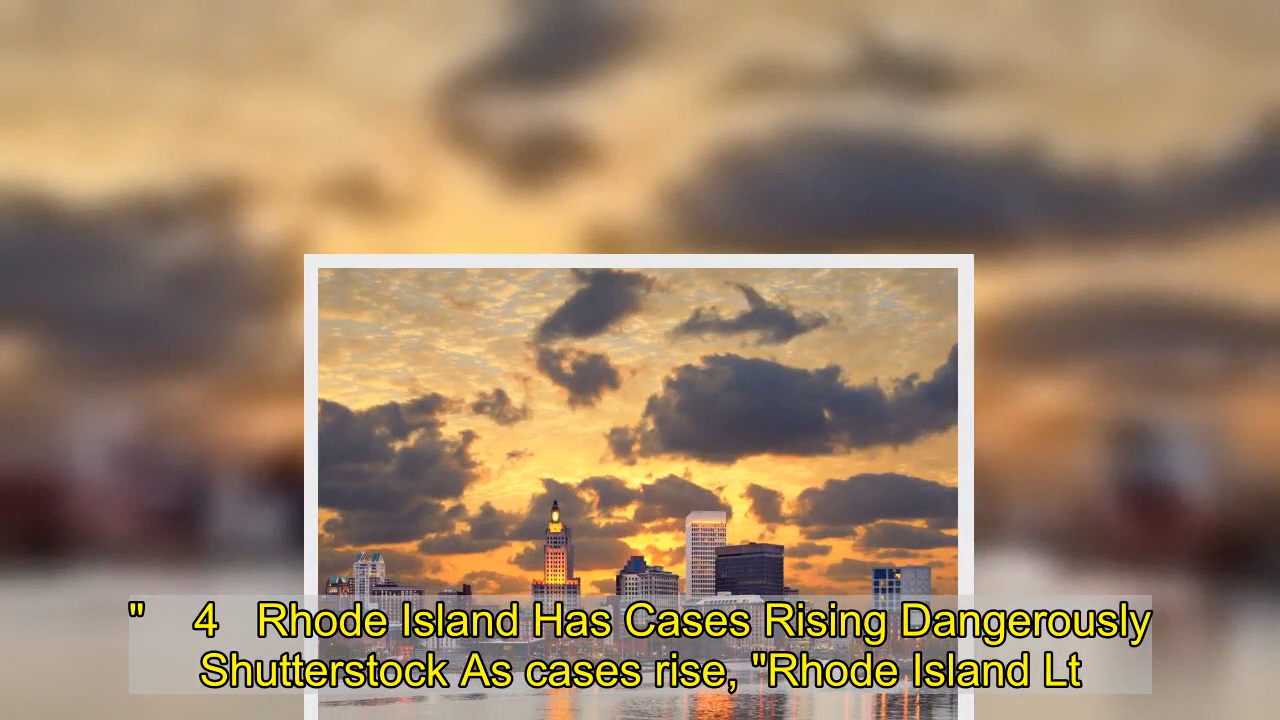 " 4 Rhode Island Has Cases Rising Dangerously
Shutterstock As cases rise, "Rhode Island Lt